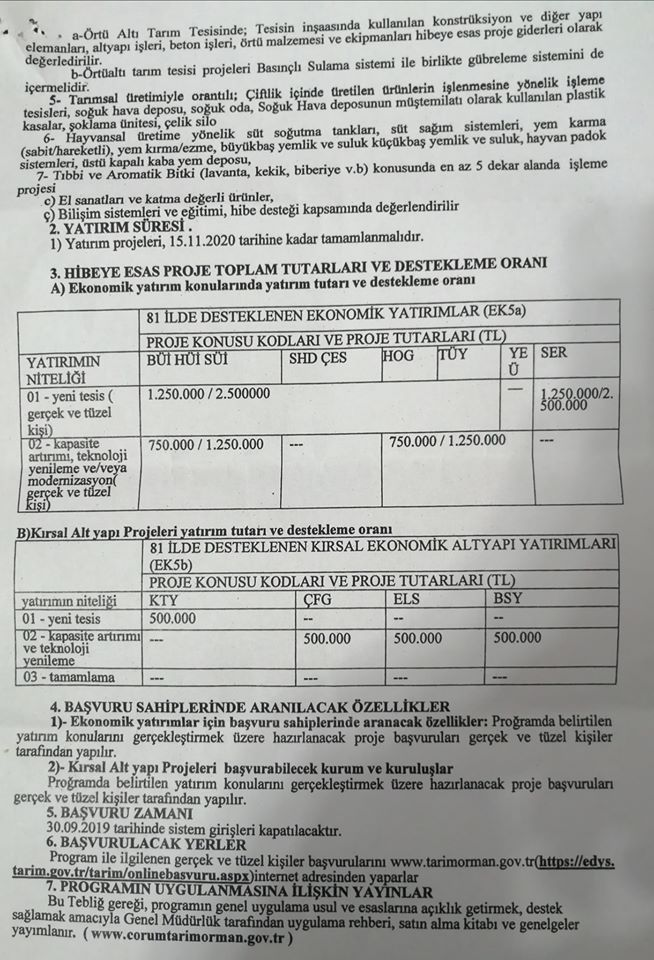 a-Örtü Altı Tarım Tesisinde; Tesisin inşaasında kullanılan konstrüksiyon ve diğer yapı
elemanları, altyapı işleri, beton işleri, örtü malzemesi ve ekipmanları hibeye esas proje giderleri olarak
değerledirilir.
b-Örtüaltı tarım tesisi projeleri Basınçlı Sulama sistemi ile birlikte gübreleme sistemini de
içermelidir.
5- Tarımsal üretimiyle orantılı; Çiftlik içinde üretilen ürünlerin işlenmesine yönelik işleme
tesisleri, soğuk hava deposu, soğuk oda, Soğuk Hava deposunun müştemilatı olarak kullanılan plastik
kasalar, şoklama ünitesi, çelik silo
6- Hayvansal üretime yönelik süt soğutma tankları, süt sağım sistemleri, yem karma
(sabit/hareketli), yem kırma/ezme, büyükbaş yemlik ve suluk küçükbaş yemlik ve suluk, hayvan padok
sistemleri, üstü kapalı kaba yem deposu,
7- Tıbbi ve Aromatik Bitki (lavanta, kekik, biberiye v.b) konusunda en az 5 dekar alanda işleme
projesi
c) El sanatları ve katma değerli ürünler,
ç) Bilişim sistemleri ve eğitimi, hibe desteği kapsamında değerlendirilir
2. YATIRIM SÜRESİ .
1) Yatırım projeleri, 15.11.2020 tarihine kadar tamamlanmalıdır.
3. HİBEYE ESAS PROJE TOPLAM TUTARLARI VE DESTEKLEME ORANI
A) Ekonomik yatırım konularında yatırım tutarı ve destekleme oranı
81 İLDE DESTEKLENEN EKONOMİK YATIRIMLAR (EK5a)
PROJE KONUSU KODLARI VE PROJE TUTARLARI (TL)
YATIRIMIN
NİTELİĞİ
BÜİ HÜİ SÜİ
SHD ÇES
HOG
TÜY
YE
Ü
SER
01 - yeni tesis (
gerçek ve tüzel
kişi)
1.250.000 / 2.500000
—
1.250.000/2.
500.000
02 - kapasite
artırımı, teknoloji
yenileme ve/veya
modernizasyon(
gerçek ve tüzel
kişi)
750.000 / 1.250.000
---
750.000 / 1.250.000
---
B)Kırsal Alt yapı Projeleri yatırım tutarı ve destekleme oranı
81 İLDE DESTEKLENEN KIRSAL EKONOMİK ALTYAPI YATIRIMLARI
(EK5b)
PROJE KONUSU KODLARI VE PROJE TUTARLARI (TL)
yatırımın niteliği
KTY
ÇFG
ELS
BSY
01 - yeni tesis
500.000
--
--
--
02 - kapasite artırımı
ve teknoloji
yenileme
---
500.000
500.000
500.000
03 - tamamlama
---
---
---
---
4. BAŞVURU SAHİPLERİNDE ARANILACAK ÖZELLİKLER
1)- Ekonomik yatırımlar için başvuru sahiplerinde aranacak özellikler: Programda belirtilen
yatırım konularını gerçekleştirmek üzere hazırlanacak proje başvuruları gerçek ve tüzel kişiler
tarafından yapılır.
2)- Kırsal Alt yapı Projeleri başvurabilecek kurum ve kuruluşlar
Programda belirtilen yatırım konularını gerçekleştirmek üzere hazırlanacak proje başvuruları
gerçek ve tüzel kişiler tarafından yapılır.
5. BAŞVURU ZAMANI
30.09.2019 tarihinde sistem girişleri kapatılacaktır.
6. BAŞVURULACAK YERLER
Program ile ilgilenen gerçek ve tüzel kişiler başvurularını www.tarimorman.gov.tr(https://edys.
tarim.gov.tr/tarim/onlinebasvuru.aspx)internet adresinden yaparlar
7. PROGRAMIN UYGULANMASINA İLİŞKİN YAYINLAR
Bu Tebliğ gereği, programın genel uygulama usul ve esaslarına açıklık getirmek, destek
sağlamak amacıyla Genel Müdürlük tarafından uygulama rehberi, satın alma kitabı ve genelgeler
yayımlanır. ( www.corumtarimorman.gov.tr )